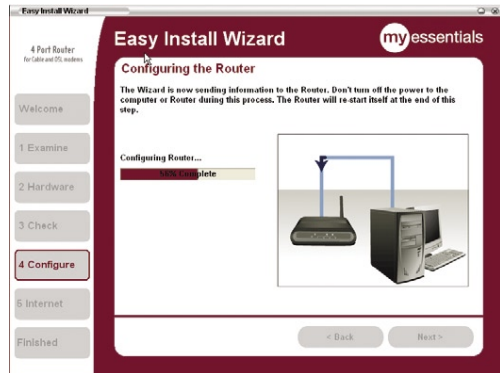 Easy Install Wizard
4 Port Router
for Cable and DSL modems
Easy Install Wizard
myessentials
Configuring the Router
The Wizard is now sending information to the Router. Don't turn off the power to the
computer or Router during this process. The Router will re-start itself at the end of this
step.
Welcome
1 Examine
2 Hardware
3 Check
4 Configure
5 Internet
Finished
Configuring Router...
Complete
< Back
Next >